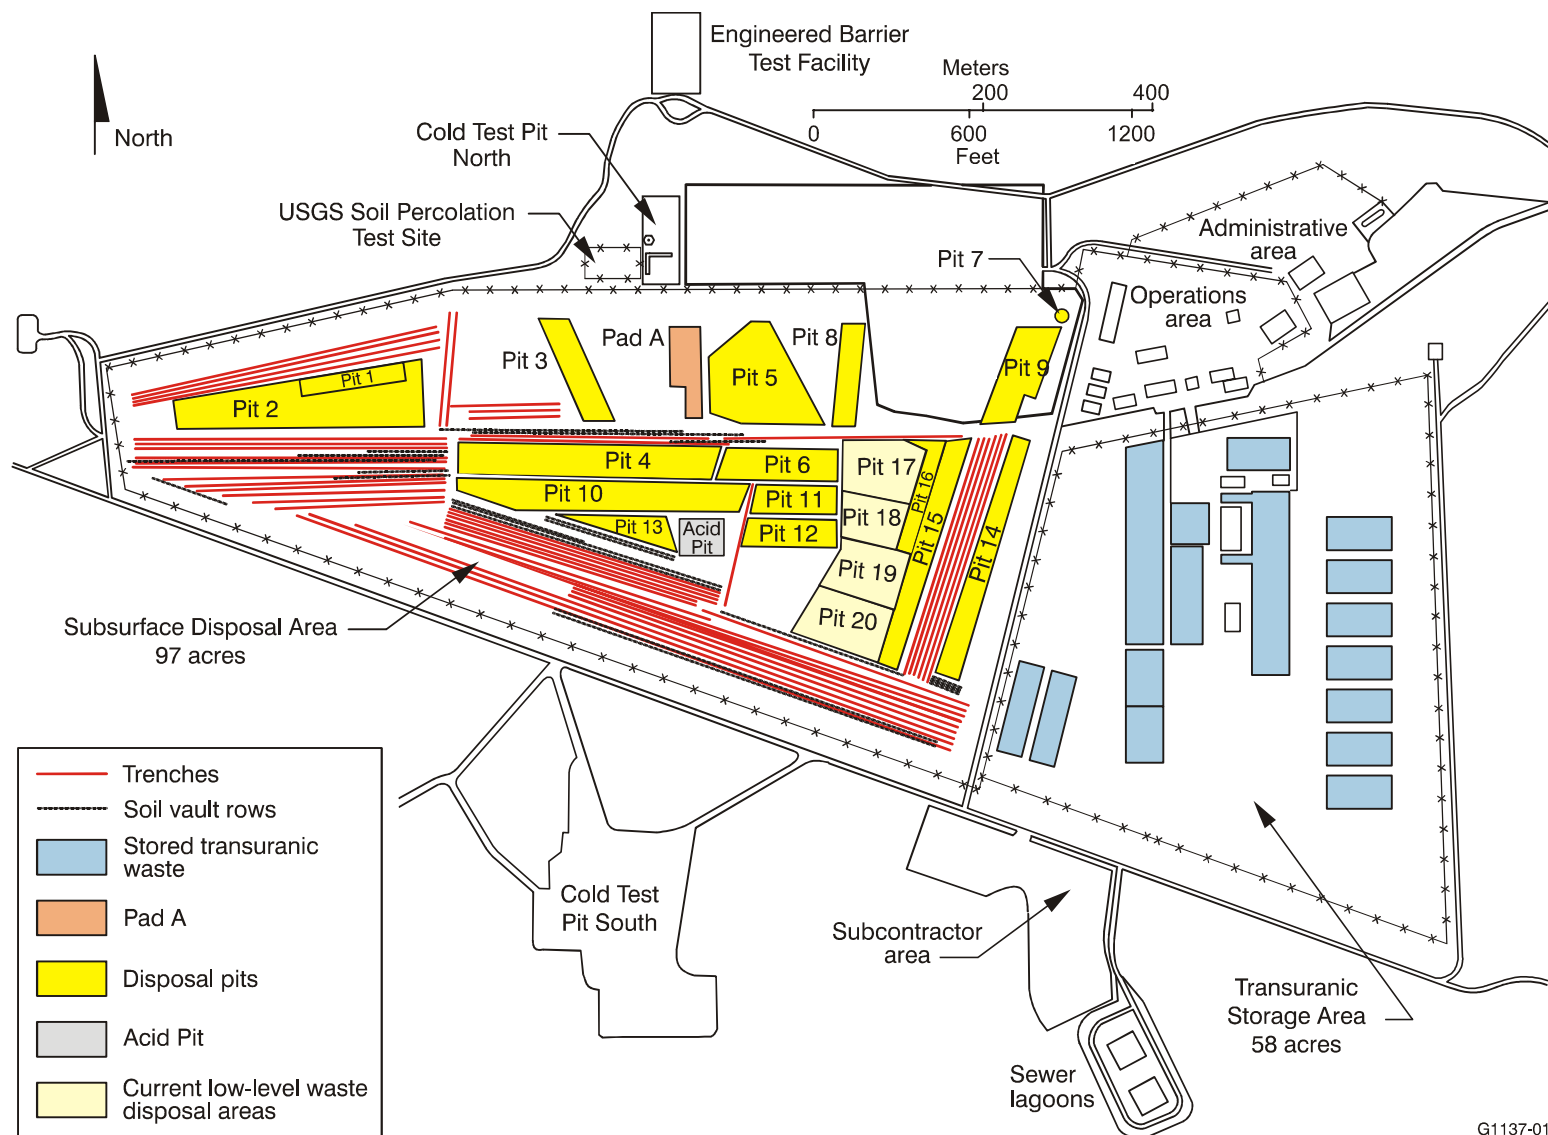 Engineered Barrier
Test Facility
Meters
200
400
0
600
1200
Feet
North
Cold Test Pit
North
USGS Soil Percolation
Test Site
Administrative
area
Pit 7
Operations
area
Pit 3
Pad A
Pit 5
Pit 8
Pit 9
Pit 1
Pit 2
Pit 4
Pit 6
Pit 17
Pit 16
Pit 10
Pit 11
Pit 18
Pit 15
Pit 14
Pit 13
Acid
Pit
Pit 12
Pit 19
Pit 20
Subsurface Disposal Area
97 acres
Trenches
Soil vault rows
Stored transuranic
waste
Pad A
Disposal pits
Acid Pit
Current low-level waste
disposal areas
Cold Test
Pit South
Subcontractor
area
Transuranic
Storage Area
58 acres
Sewer
lagoons
G1137-01